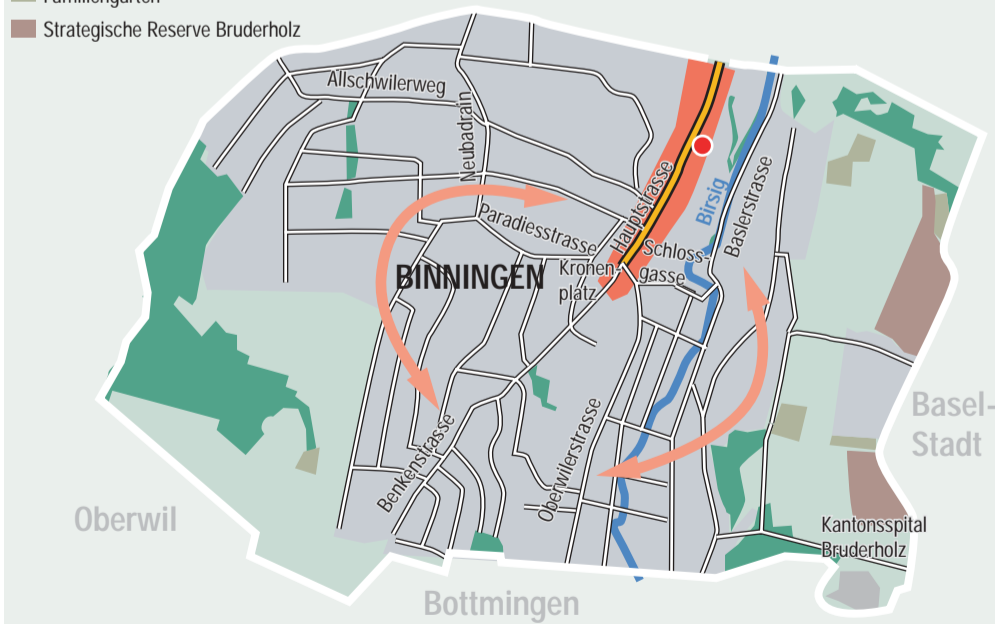 Familiengärten
Strategische Reserve Bruderholz
Allschwilerweg
Neubadrain
Hauptstrasse
Birsig
Baslerstrasse
Paradiesstrasse
Schloss-
gasse
Kronen-
platz
BINNINGEN
Benkenstrasse
Oberwilerstrasse
Basel-
Stadt
Oberwil
Kantonsspital
Bruderholz
Bottmingen